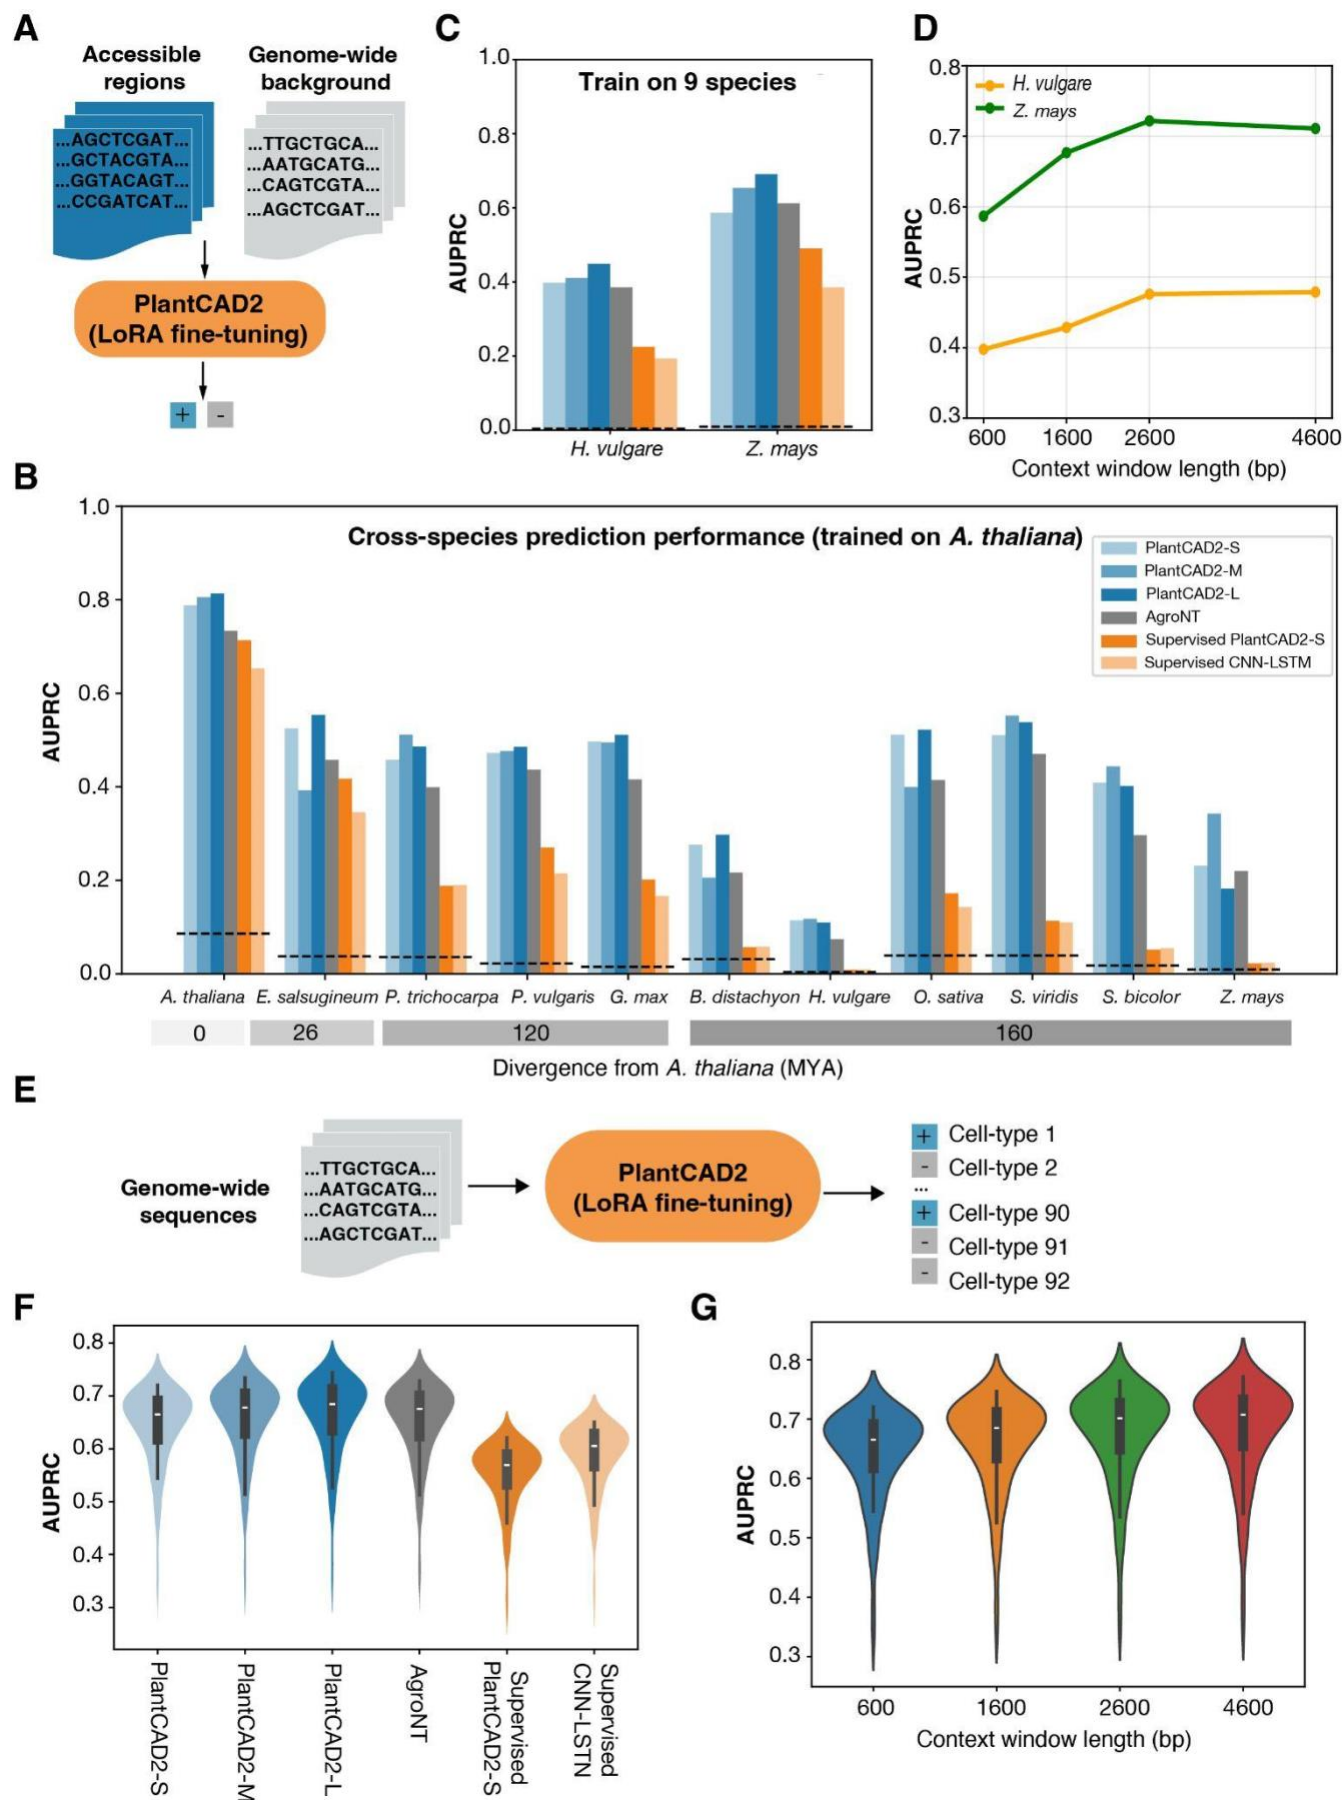 A
Accessible
regions
Genome-wide
background
...AGCTCGAT...
...GCTACGTA...
...GGTACAGT...
...CCGATCAT...
...TTGCTGCA...
...AATGCATG...
...CAGTCGTA...
...AGCTCGAT...
PlantCAD2
(LoRA fine-tuning)
+ -
C
Train on 9 species
AUPRC
1.0
0.8
0.6
0.4
0.2
0.0
H. vulgare
Z. mays
D
AUPRC
0.8
0.7
0.6
0.5
0.4
0.3
H. vulgare
Z. mays
600 1600 2600 4600
Context window length (bp)
B
Cross-species prediction performance (trained on A. thaliana)
PlantCAD2-S
PlantCAD2-M
PlantCAD2-L
AgroNT
Supervised PlantCAD2-S
Supervised CNN-LSTM
AUPRC
1.0
0.8
0.6
0.4
0.2
0.0
A. thaliana E. salsugineum P. trichocarpa P. vulgaris G. max B. distachyon H. vulgare O. sativa S. viridis S. bicolor Z. mays
0 26 120 160
Divergence from A. thaliana (MYA)
E
Genome-wide
sequences
...TTGCTGCA...
...AATGCATG...
...CAGTCGTA...
...AGCTCGAT...
PlantCAD2
(LoRA fine-tuning)
+ Cell-type 1
- Cell-type 2
...
+ Cell-type 90
- Cell-type 91
- Cell-type 92
F
AUPRC
0.8
0.7
0.6
0.5
0.4
0.3
PlantCAD2-S
PlantCAD2-M
PlantCAD2-L
AgroNT
Supervised
PlantCAD2-S
Supervised
CNN-LSTN
G
AUPRC
0.8
0.7
0.6
0.5
0.4
0.3
600 1600 2600 4600
Context window length (bp)